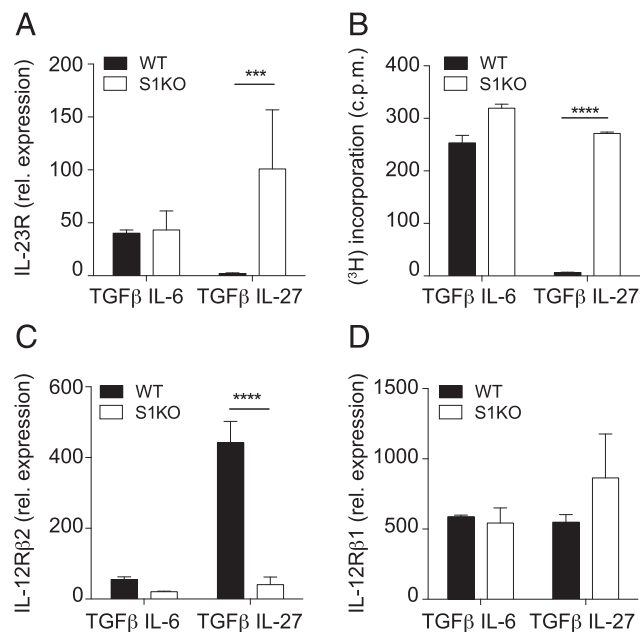 A
WT
S1KO
IL-23R (rel. expression)
200
150
100
50
0
***
TGFβ IL-6
TGFβ IL-27
B
WT
S1KO
(³H) incorporation (c.p.m.)
400
300
200
100
0
****
TGFβ IL-6
TGFβ IL-27
C
WT
S1KO
IL-12Rβ2 (rel. expression)
600
400
200
0
****
TGFβ IL-6
TGFβ IL-27
D
WT
S1KO
IL-12Rβ1 (rel. expression)
1500
1000
500
0
TGFβ IL-6
TGFβ IL-27